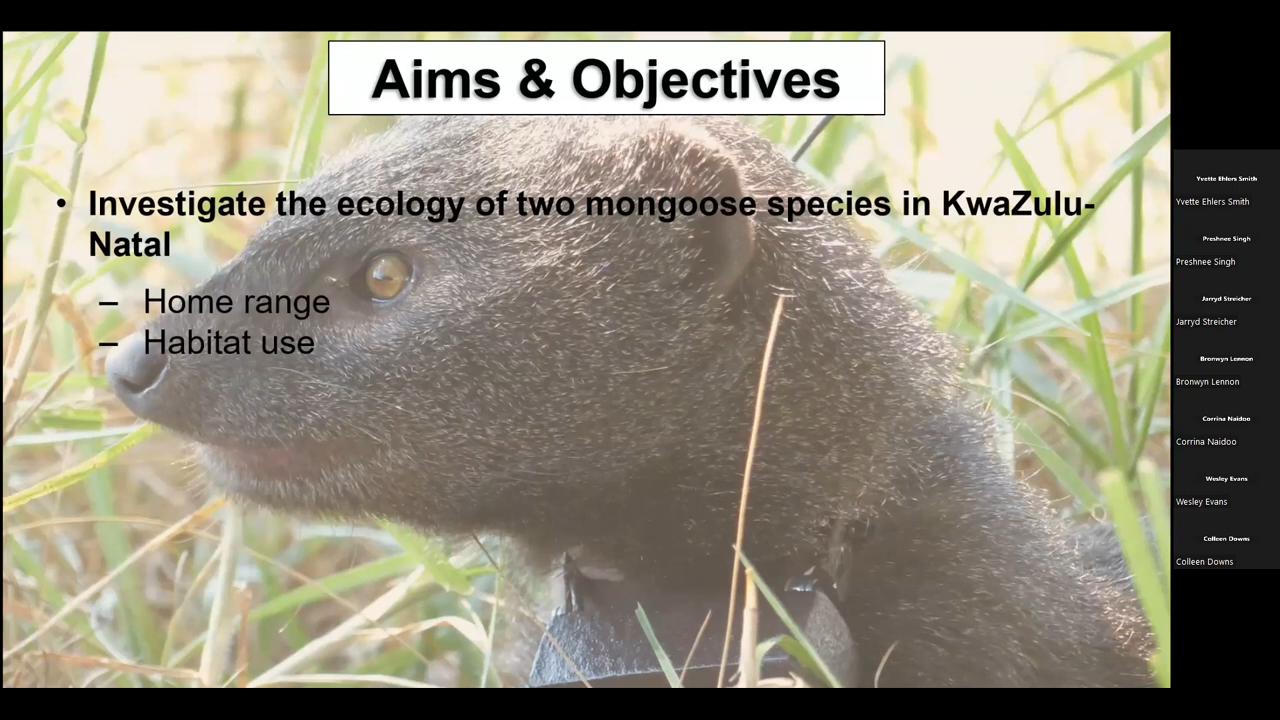 Aims & Objectives
• Investigate the ecology of two mongoose species in KwaZulu-
Natal
– Home range
– Habitat use
Yvette Ehlers Smith
Yvette Ehlers Smith
Preshnee Singh
Preshnee Singh
Jarryd Streicher
Jarryd Streicher
Bronwyn Lennon
Bronwyn Lennon
Corrina Naidoo
Corrina Naidoo
Wesley Evans
Wesley Evans
Colleen Downs
Colleen Downs